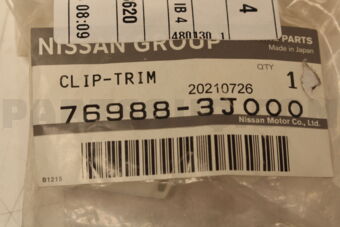 08:09
620
IB 4
480130 1
4
NISSAN GROUP
PARTS
Made in Japan
CLIP-TRIM
20210726
QTY
1
76988-3J000
Nissan Motor Co., Ltd.
B1215